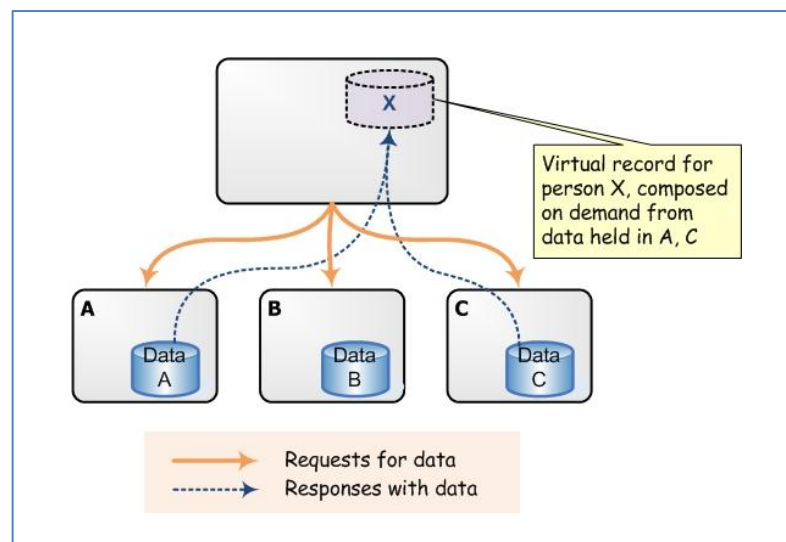 X
Virtual record for
person X, composed
on demand from
data held in A, C
A
B
C
Data
A
Data
B
Data
C
Requests for data
Responses with data